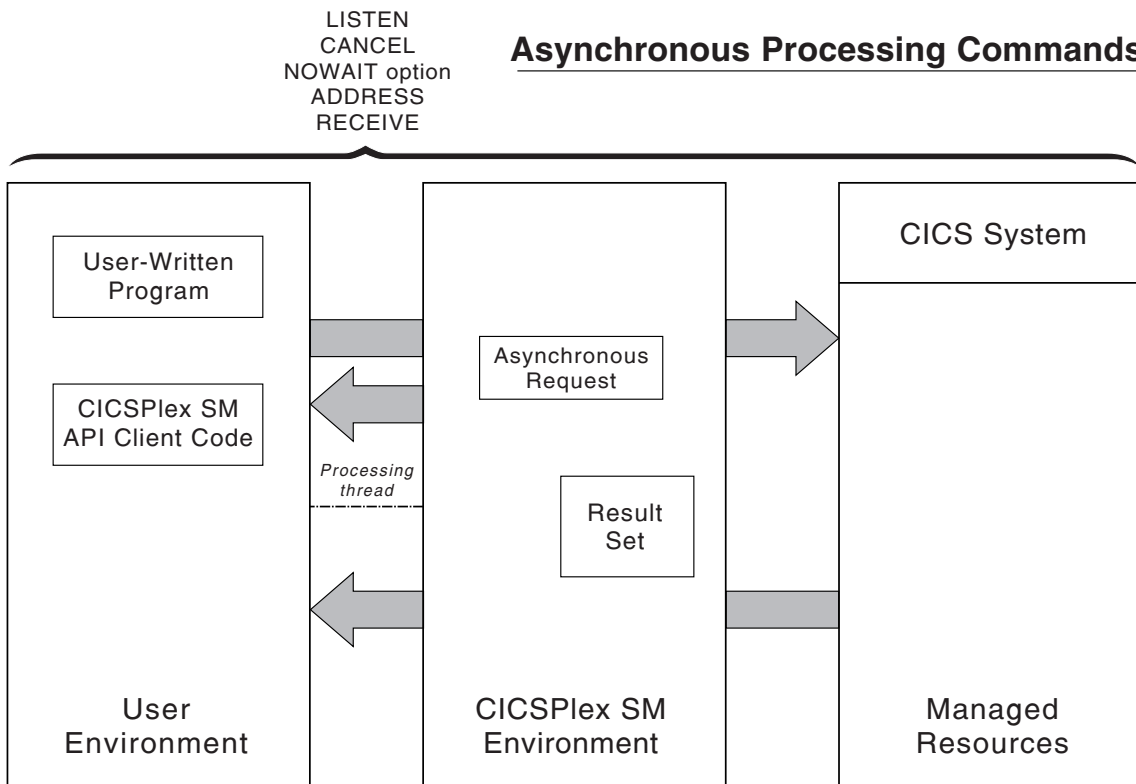 LISTEN
CANCEL
NOWAIT option
ADDRESS
RECEIVE
Asynchronous Processing Commands
User-Written
Program
CICSPlex SM
API Client Code
Processing
thread
Asynchronous
Request
Result
Set
CICS System
User
Environment
CICSPlex SM
Environment
Managed
Resources